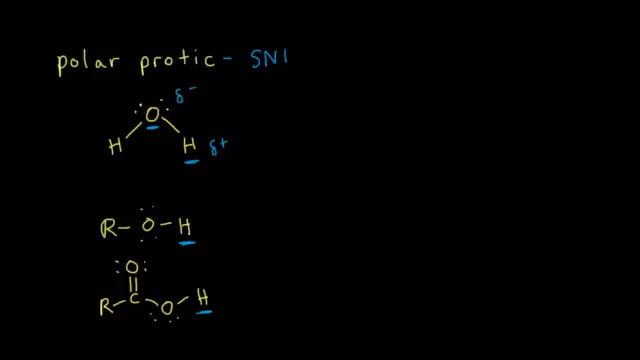 polar protic - SN1
O δ-
H H δ+
R - O - H
O
R C O H